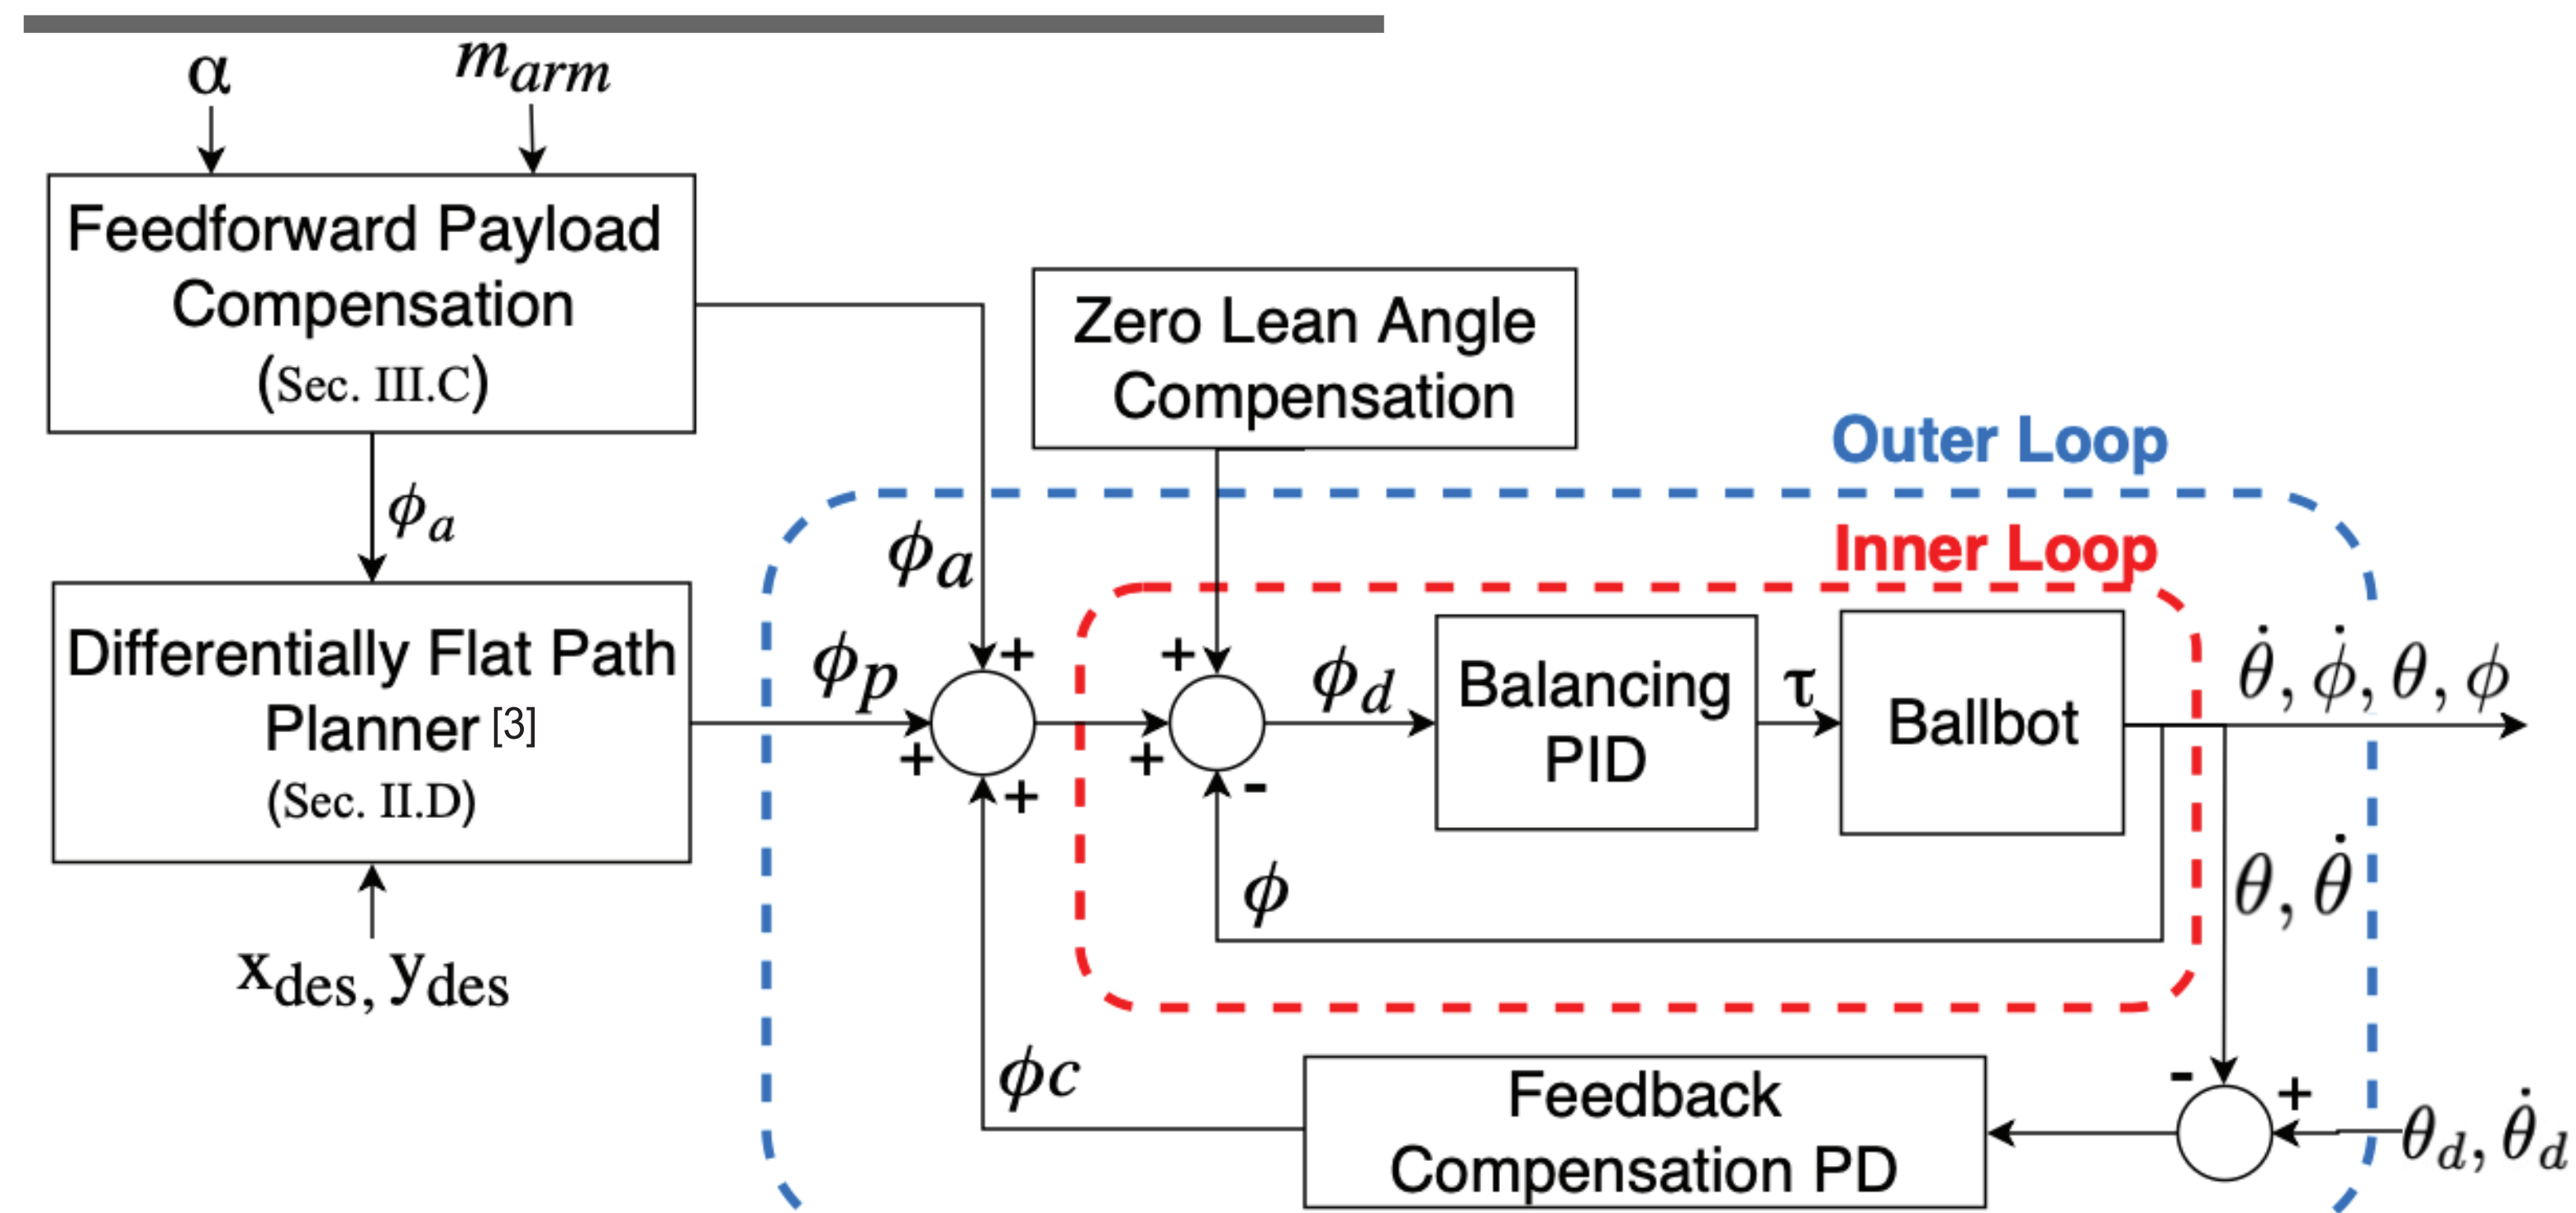 α
m_arm
Feedforward Payload
Compensation
(Sec. III.C)
Zero Lean Angle
Compensation
Outer Loop
Inner Loop
ϕ_a
ϕ_a
Differentially Flat Path
Planner [3]
(Sec. II.D)
ϕ_p
+
+
+
+
+
-
ϕ_d
Balancing
PID
τ
Ballbot
θ̇, ϕ̇, θ, ϕ
ϕ
θ, θ̇
x_des, y_des
ϕc
Feedback
Compensation PD
-
+
θ_d, θ̇_d